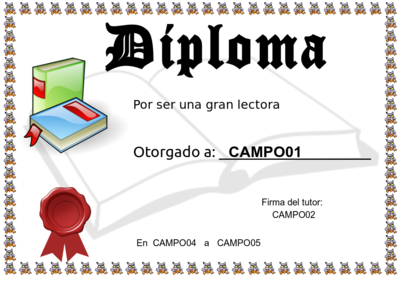 Diploma
Por ser una gran lectora
Otorgado a: CAMPO01
Firma del tutor:
CAMPO02
En CAMPO04 a CAMPO05